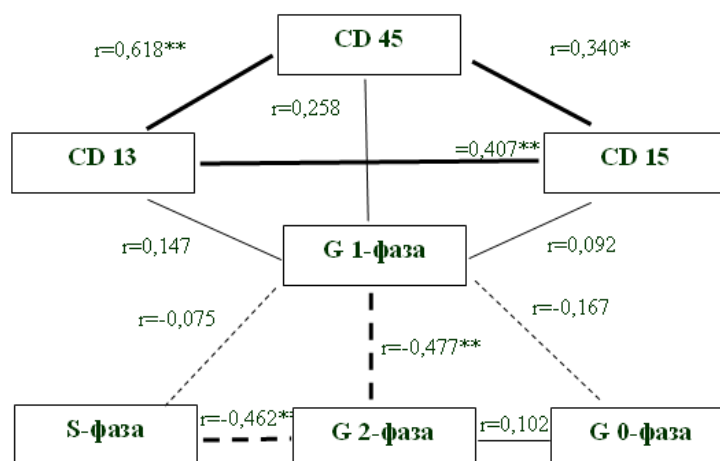 CD 45
r=0,618**
r=0,340*
r=0,258
CD 13
=0,407**
CD 15
r=0,147
G 1-фаза
r=0,092
r=-0,075
r=-0,167
r=-0,477**
S-фаза
r=-0,462*
G 2-фаза
r=0,102
G 0-фаза